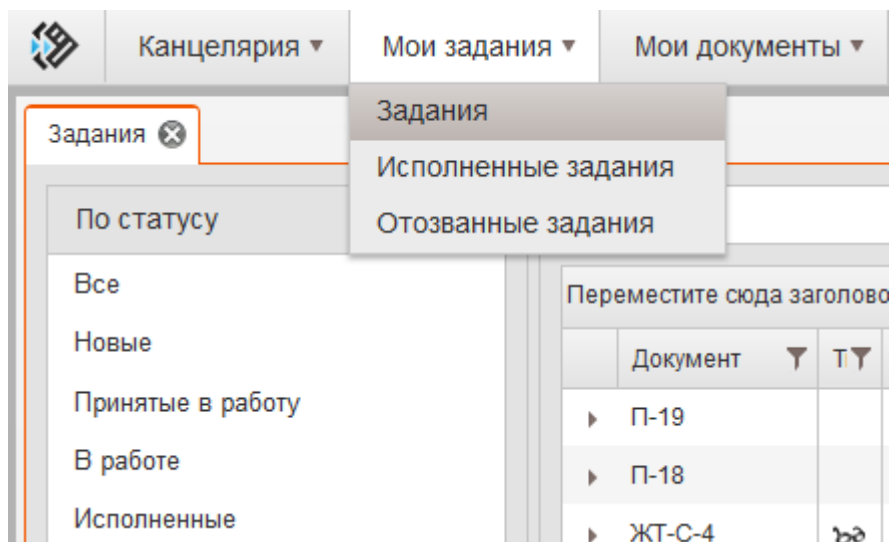 Канцелярия Мои задания Мои документы
Задания
Задания
Исполненные задания
Отозванные задания
По статусу
Все
Новые
Принятые в работу
В работе
Исполненные
Переместите сюда
Документ
П-19
П-18
ЖТ-С-4